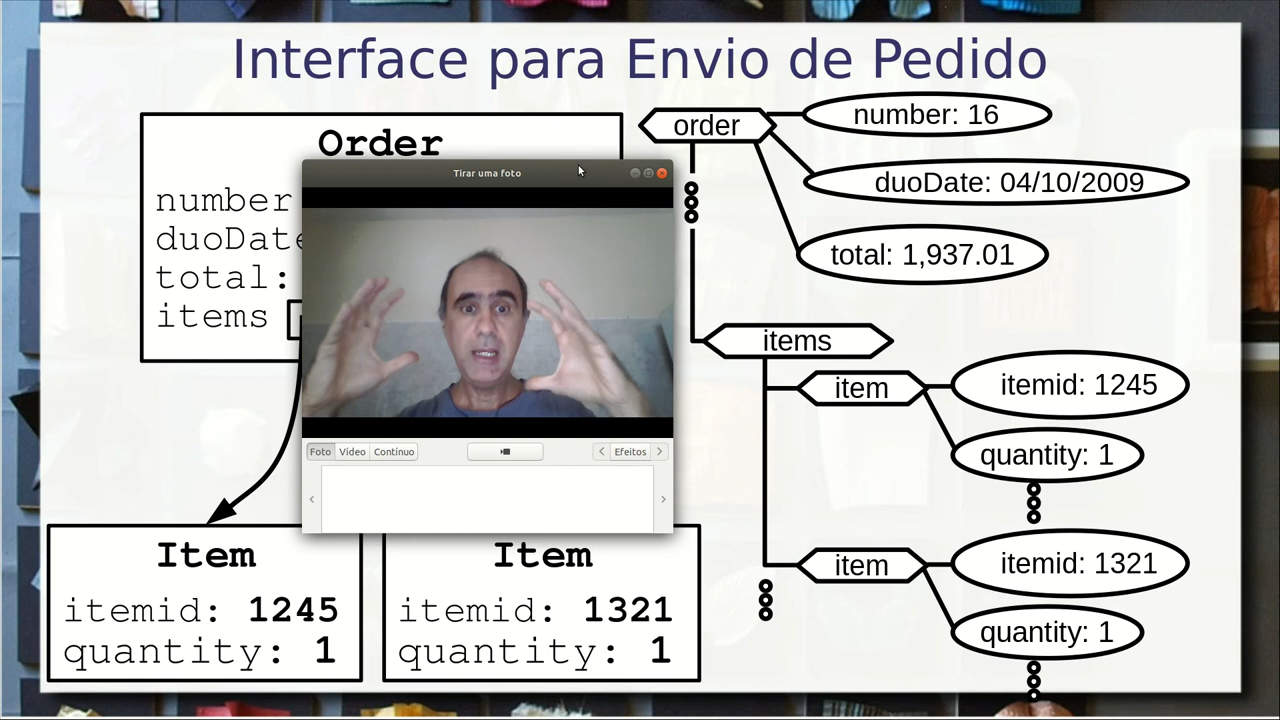 Interface para Envio de Pedido
Order
number
duoDate
total:
items
Tirar uma foto
Foto
Vídeo
Contínuo
Efeitos
Item
itemid: 1245
quantity: 1
Item
itemid: 1321
quantity: 1
order
number: 16
duoDate: 04/10/2009
total: 1,937.01
items
item
itemid: 1245
quantity: 1
item
itemid: 1321
quantity: 1